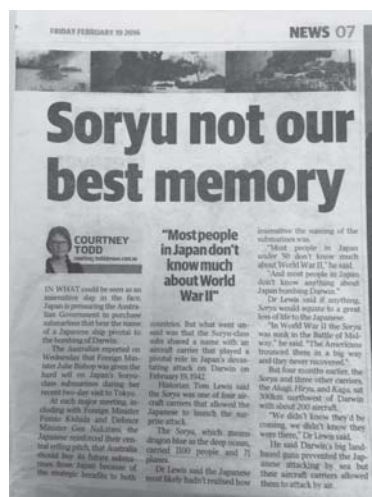 FRIDAY FEBRUARY 19 2016
NEWS 07
Soryu not our
best memory
COURTNEY
TODD
"Most people
in Japan don't
know much
about World
War II"
IN WHAT could be seen as an
insensitive slap in the face,
Japan is pressuring the Austra-
lian Government to purchase
submarines that bear the name
of a Japanese ship pivotal to
the bombing of Darwin.
The Australian reported on
Wednesday that Foreign Min-
ister Julie Bishop was given the
hard sell on Japan's Soryu-
class submarines during her
recent two-day visit to Tokyo.
At each major meeting, in-
cluding with Foreign Minister
Fumio Kishida and Defence
Minister Gen Nakatani, the
Japanese reinforced their cen-
tral selling pitch, that Australia
should buy its future subma-
rines from Japan because of
the strategic benefits to both
countries. But what went un-
said was that the Soryu-class
subs shared a name with an
aircraft carrier that played a
pivotal role in Japan's devas-
tating attack on Darwin on
February 19, 1942.
Historian Tom Lewis said
the Soryu was one of four air-
craft carriers that allowed the
Japanese to launch the sur-
prise attack.
The Soryu, which means
dragon blue as the deep ocean,
carried 1100 people and 71
planes.
Dr Lewis said the Japanese
most likely hadn't realised how
insensitive the naming of the
submarines was.
"Most people in Japan
under 50 don't know much
about World War II," he said.
"And most people in Japan
don't know anything about
Japan bombing Darwin."
Dr Lewis said if anything,
Soryu would equate to a great
loss of life to the Japanese.
"In World War II the Soryu
was sunk in the Battle of Mid-
way," he said. "The Americans
trounced them in a big way
and they never recovered."
But four months earlier, the
Soryu and three other carriers,
the Akagi, Hiryu, and Kaga, sat
300km northwest of Darwin
with about 200 aircraft.
"We didn't know they'd be
coming, we didn't know they
were there," Dr Lewis said.
He said Darwin's big land-
based guns prevented the Jap-
anese attacking by sea but
their aircraft carriers allowed
them to attack by air.